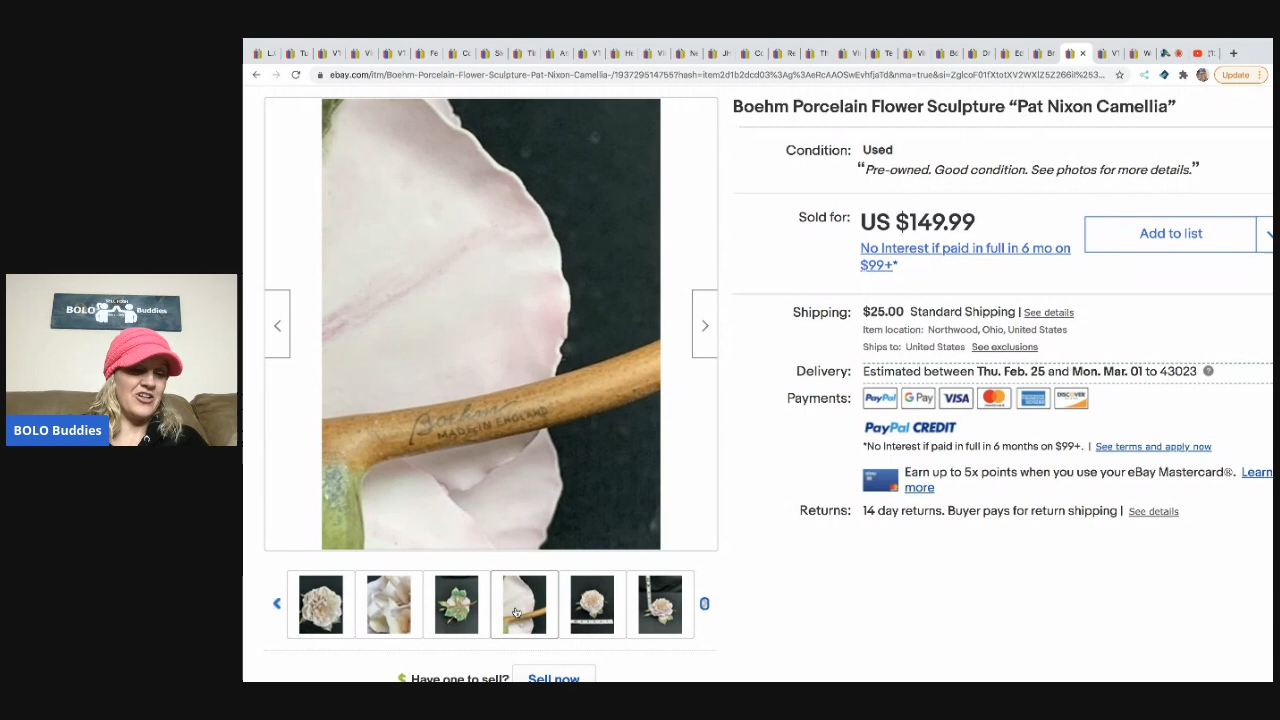 ebay.com/itm/Boehm-Porcelain-Flower-Sculpture-Pat-Nixon-Camellia-/193729514755?hash=item2d1b2dcd03%3Ag%3AeRcAAOSwEvhfjaTd&nma=true&si=ZglcoF01fXtotXV2WXlZ5Z266iI%253...
Update
Boehm Porcelain Flower Sculpture “Pat Nixon Camellia”
Condition: Used
“Pre-owned. Good condition. See photos for more details.”
Sold for: US $149.99
Add to list
No Interest if paid in full in 6 mo on
$99+*
Shipping: $25.00 Standard Shipping | See details
Item location: Northwood, Ohio, United States
Ships to: United States See exclusions
Delivery: Estimated between Thu. Feb. 25 and Mon. Mar. 01 to 43023
Payments: PayPal G Pay VISA mastercard DISCOVER
PayPal CREDIT
*No Interest if paid in full in 6 months on $99+. | See terms and apply now
Earn up to 5x points when you use your eBay Mastercard®. Learn
more
Returns: 14 day returns. Buyer pays for return shipping | See details
Boehm
MADE IN ENGLAND
$ Have one to sell? Sell now
BOLO Buddies
BOLO Buddies